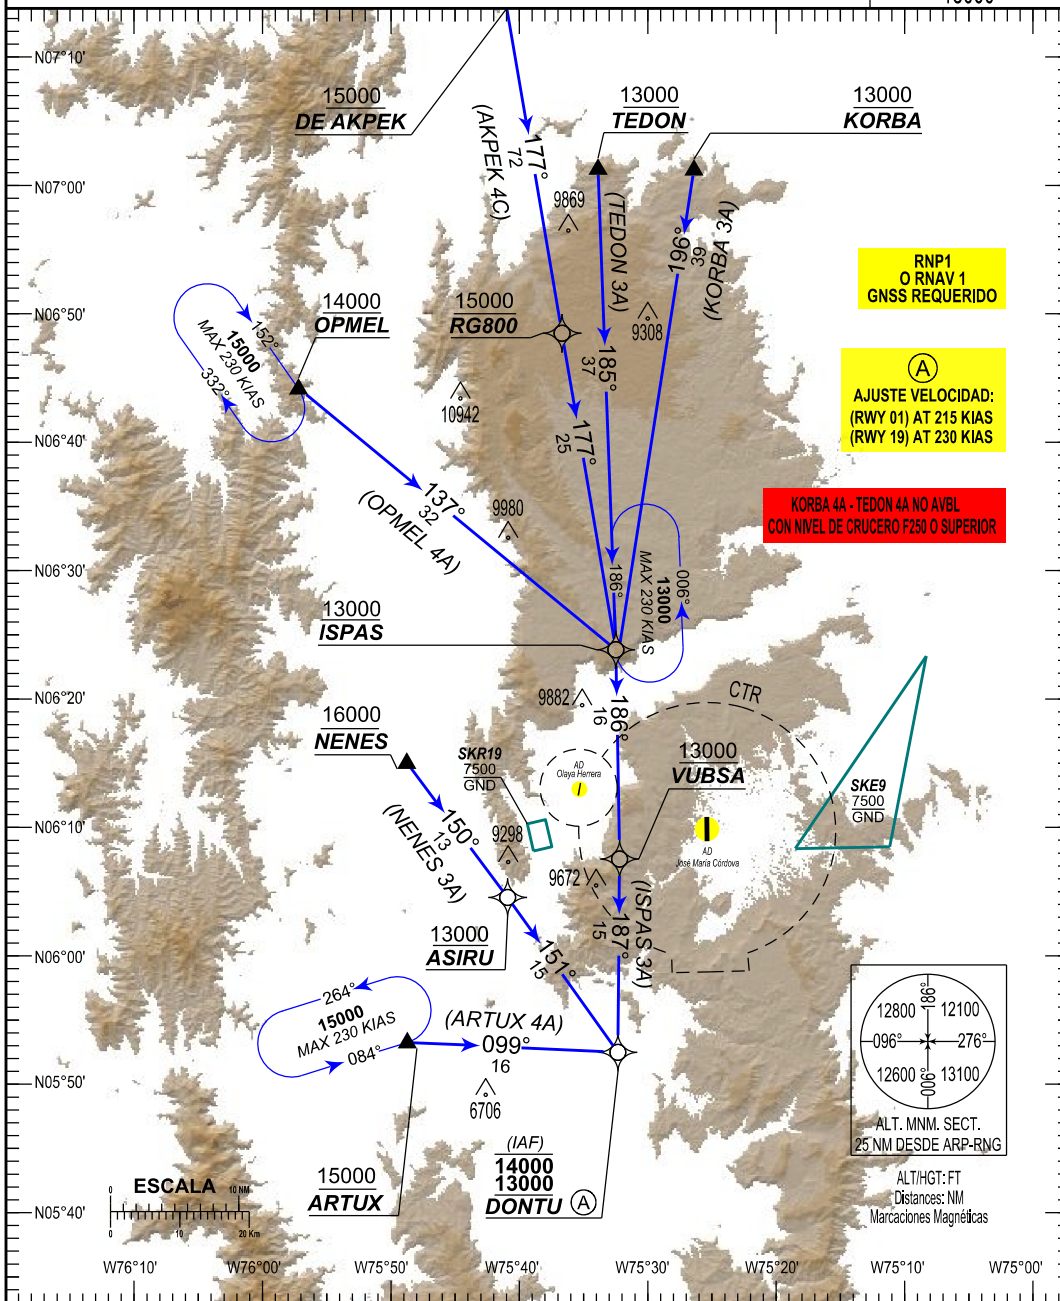 N07°10'
15000
DE AKPEK
13000
TEDON
13000
KORBA
(AKPEK 4C)
177°
72
N07°00'
9869
(TEDON 3A)
196°
39
(KORBA 3A)
RNP1
O RNAV 1
GNSS REQUERIDO
N06°50'
14000
OPMEL
15000
RG800
9308
152°
15000
MAX 230 KIAS
332°
185°
37
A
AJUSTE VELOCIDAD:
(RWY 01) AT 215 KIAS
(RWY 19) AT 230 KIAS
10942
N06°40'
177°
25
KORBA 4A - TEDON 4A NO AVBL
CON NIVEL DE CRUCERO F250 O SUPERIOR
137°
32
(OPMEL 4A)
9980
N06°30'
186°
13000
MAX 230 KIAS
006°
13000
ISPAS
N06°20'
9882
16
186°
CTR
16000
NENES
SKR19
7500
GND
AD
Olaya Herrera
13000
VUBSA
SKE9
7500
GND
N06°10'
150°
13
(NENES 3A)
9298
AD
José María Córdova
9672
(ISPAS 3A)
187°
15
13000
ASIRU
N06°00'
151°
15
264°
15000
MAX 230 KIAS
084°
(ARTUX 4A)
099°
16
12800
186°
12100
096°
276°
12600
006°
13100
ALT. MNM. SECT.
25 NM DESDE ARP-RNG
N05°50'
6706
(IAF)
14000
13000
DONTU A
15000
ARTUX
ALT/HGT: FT
Distances: NM
Marcaciones Magnéticas
ESCALA
0
10 NM
0
10
20 Km
N05°40'
W76°10'
W76°00'
W75°50'
W75°40'
W75°30'
W75°20'
W75°10'
W75°00'